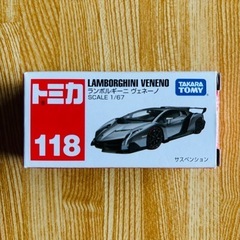 トミカ
118
LAMBORGHINI VENENO
ランボルギーニ ヴェネーノ
SCALE 1/67
TAKARA
TOMY
サスペンション